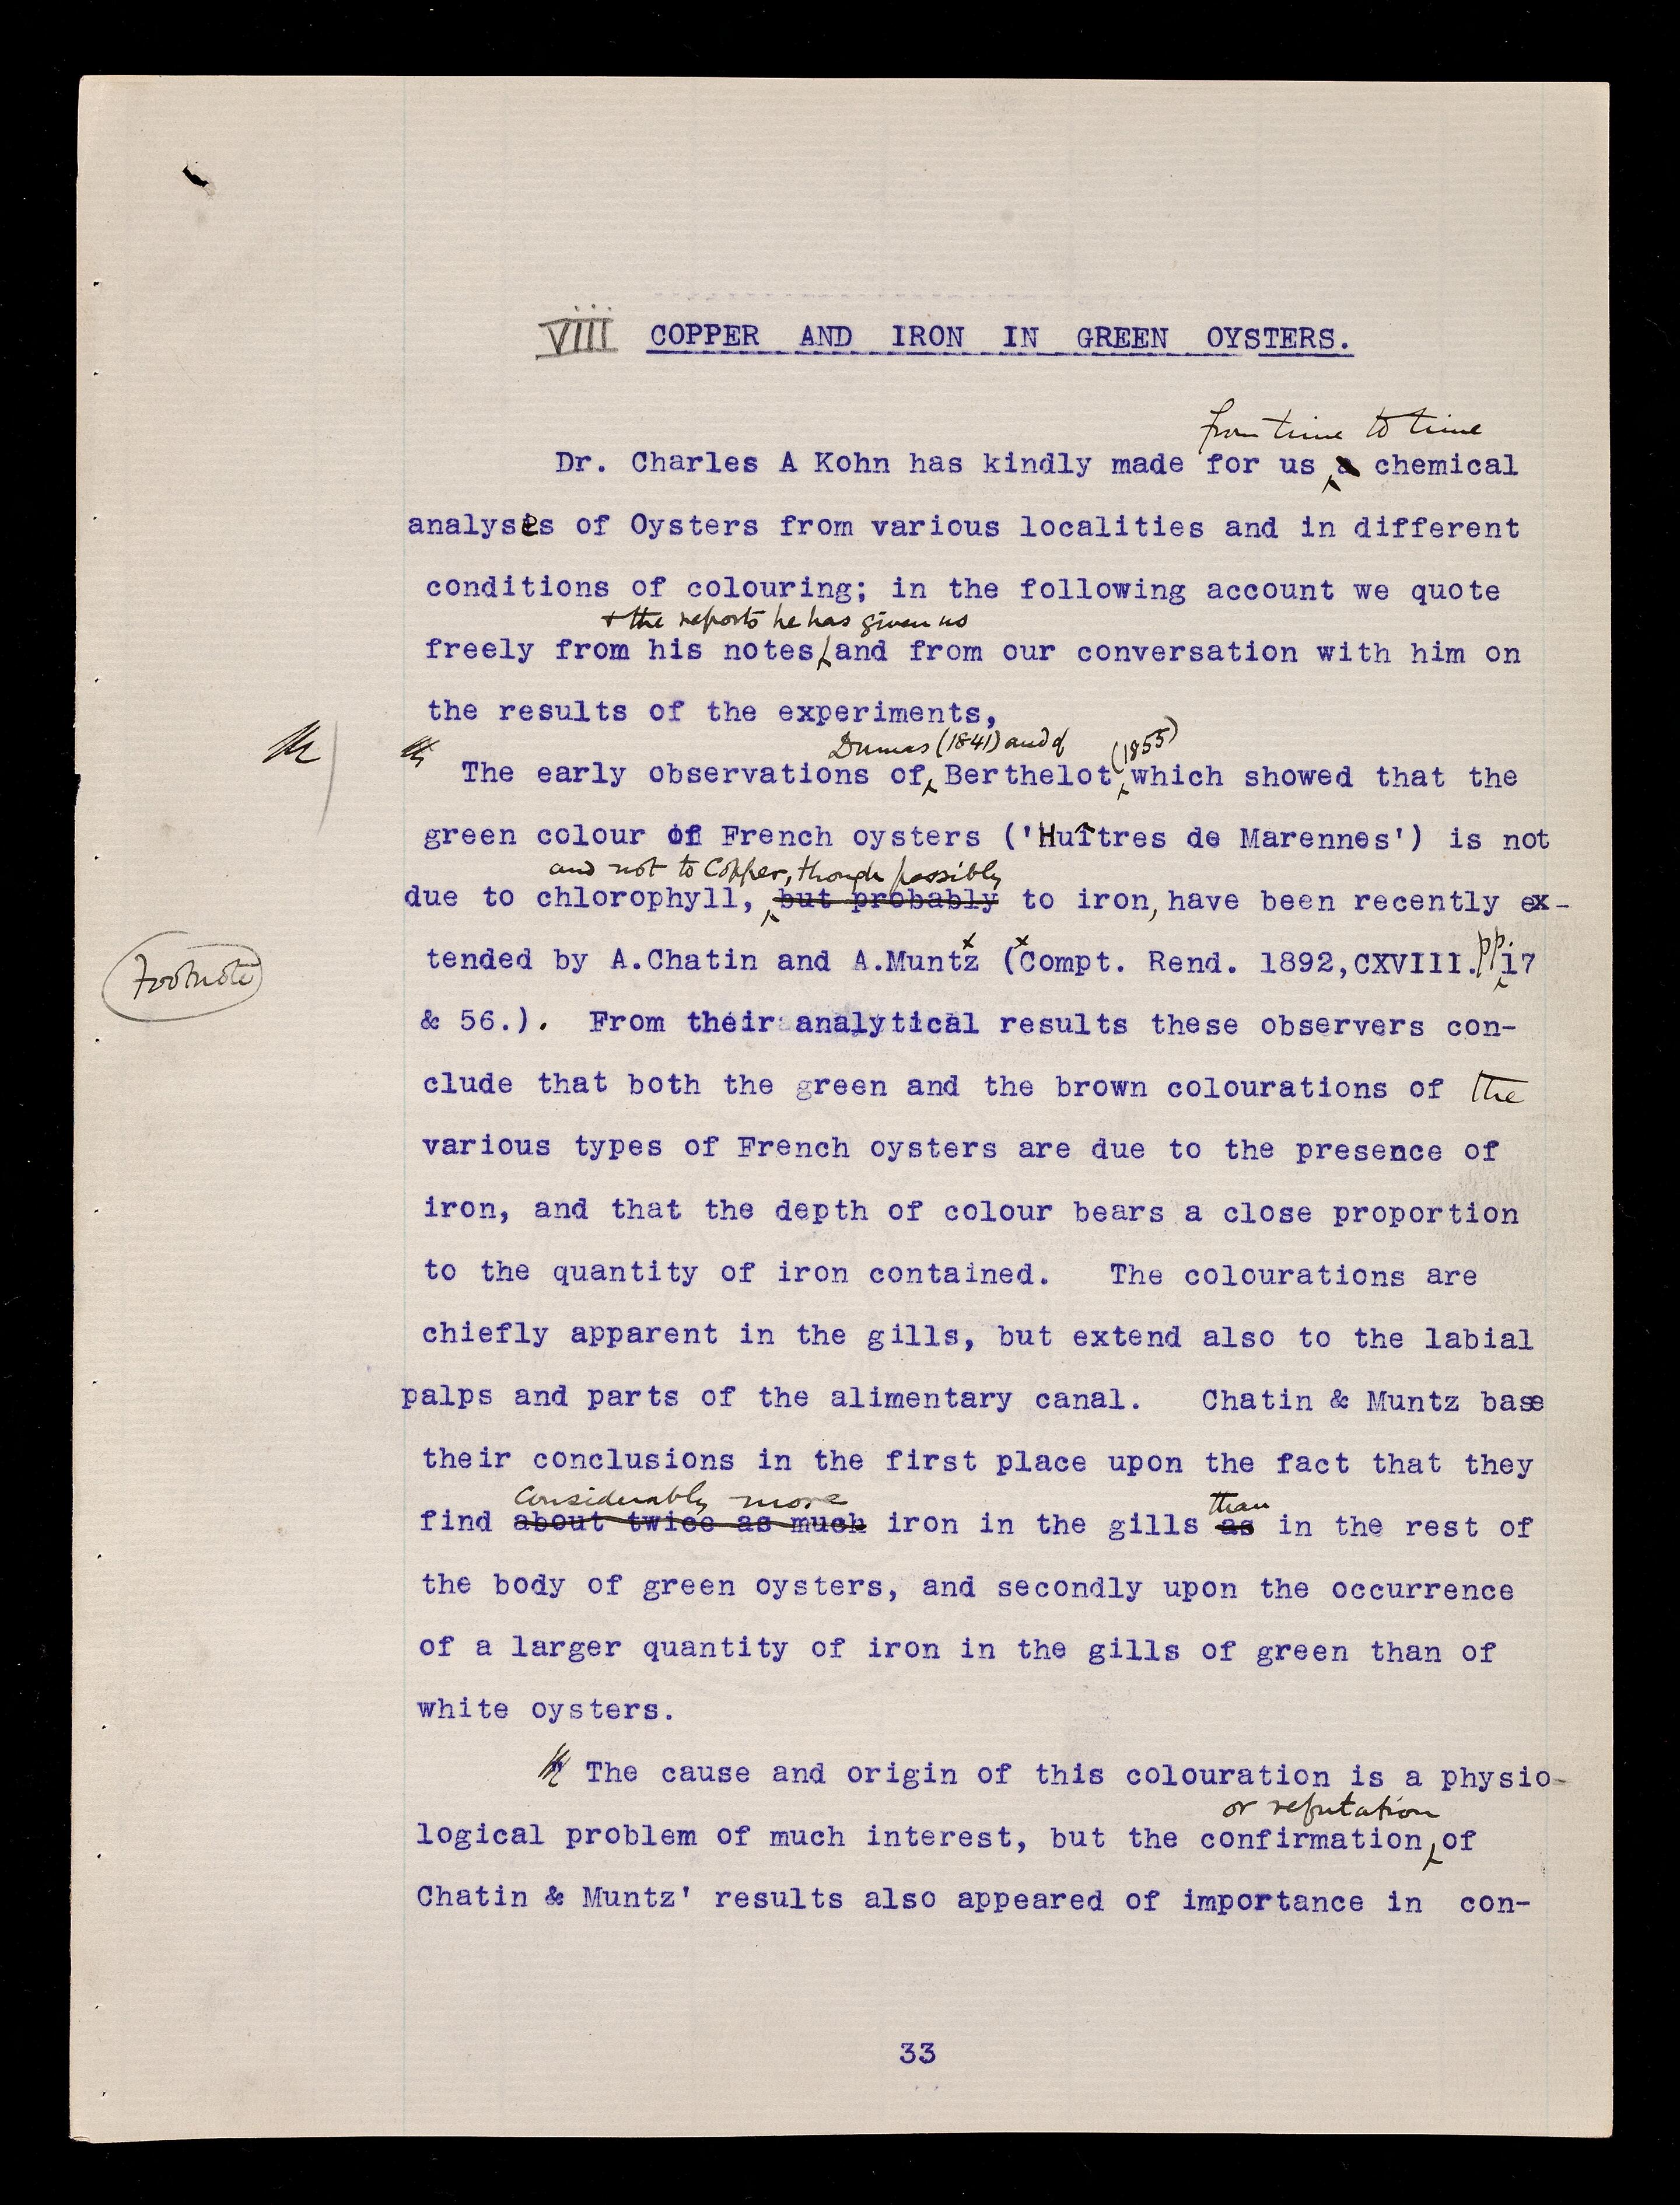 VIII COPPER AND IRON IN GREEN OYSTERS.
from time to time
Dr. Charles A Kohn has kindly made for us chemical
analyses of Oysters from various localities and in different
conditions of colouring; in the following account we quote
+ the reports he has given us
freely from his notes, and from our conversation with him on
the results of the experiments,
Dumas (1841) and of (1855)
The early observations of Berthelot which showed that the
green colour of French oysters ('Huîtres de Marennes') is not
and not to Copper, though possibly
due to chlorophyll, but probably to iron, have been recently ex-
tended by A.Chatin and A.Muntz x (x Compt. Rend. 1892,CXVIII. pp. 17
Footnote
& 56.). From their analytical results these observers con-
clude that both the green and the brown colourations of the
various types of French oysters are due to the presence of
iron, and that the depth of colour bears a close proportion
to the quantity of iron contained. The colourations are
chiefly apparent in the gills, but extend also to the labial
palps and parts of the alimentary canal. Chatin & Muntz base
their conclusions in the first place upon the fact that they
considerably more than
find about twice as much iron in the gills as in the rest of
the body of green oysters, and secondly upon the occurrence
of a larger quantity of iron in the gills of green than of
white oysters.
The cause and origin of this colouration is a physio-
or refutation
logical problem of much interest, but the confirmation of
Chatin & Muntz' results also appeared of importance in con-
33